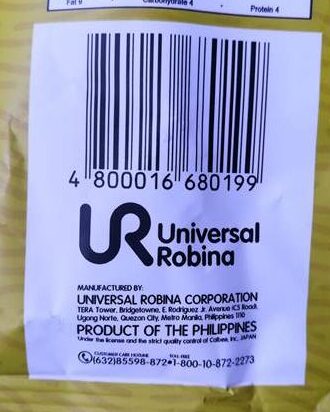 Fat 9 Carbohydrate 4 Protein 4
4 800016 680199
UR Universal
Robina
MANUFACTURED BY:
UNIVERSAL ROBINA CORPORATION
TERA Tower, Bridgetowne, E. Rodriguez Jr. Avenue (C5 Road),
Ugong Norte, Quezon City, Metro Manila, Philippines 1110
PRODUCT OF THE PHILIPPINES
Under the license and the strict quality control of Calbee, Inc. JAPAN
CUSTOMER CARE HOTLINE TOLL FREE
(632)85598-872•1-800-10-872-2273